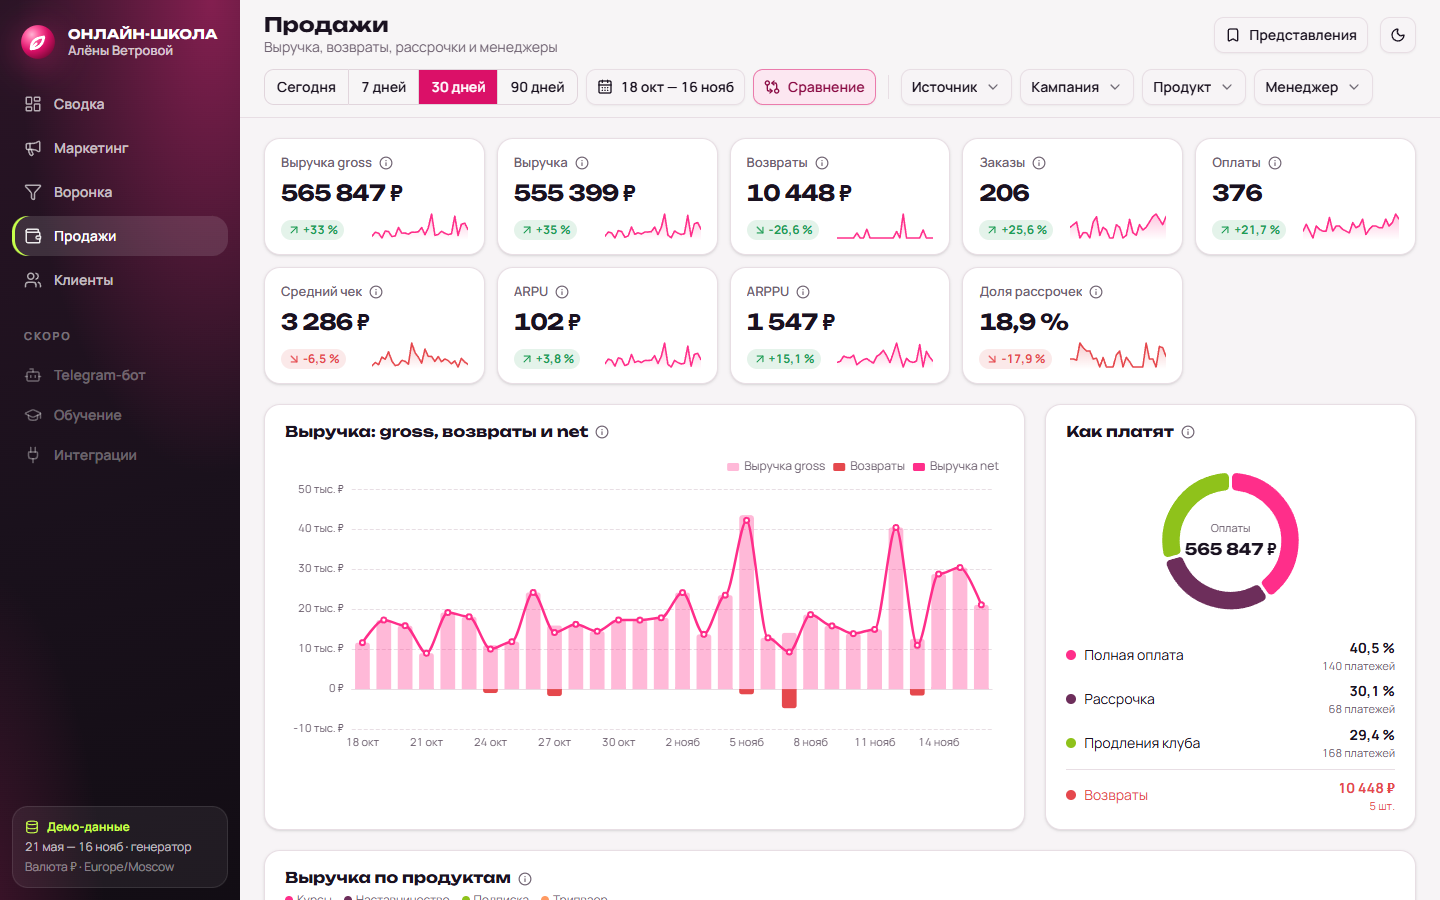 ОНЛАЙН-ШКОЛА
Алёны Ветровой
Сводка
Маркетинг
Воронка
Продажи
Клиенты
СКОРО
Telegram-бот
Обучение
Интеграции
Демо-данные
21 мая — 16 нояб · генератор
Валюта ₽ · Europe/Moscow
Продажи
Выручка, возвраты, рассрочки и менеджеры
Представления
Сегодня 7 дней 30 дней 90 дней 18 окт — 16 нояб Сравнение Источник Кампания Продукт Менеджер
Выручка gross
565 847 ₽
+33 %
Выручка
555 399 ₽
+35 %
Возвраты
10 448 ₽
-26,6 %
Заказы
206
+25,6 %
Оплаты
376
+21,7 %
Средний чек
3 286 ₽
-6,5 %
ARPU
102 ₽
+3,8 %
ARPPU
1 547 ₽
+15,1 %
Доля рассрочек
18,9 %
-17,9 %
Выручка: gross, возвраты и net
Выручка gross Возвраты Выручка net
50 тыс. ₽
40 тыс. ₽
30 тыс. ₽
20 тыс. ₽
10 тыс. ₽
0 ₽
-10 тыс. ₽
18 окт 21 окт 24 окт 27 окт 30 окт 2 нояб 5 нояб 8 нояб 11 нояб 14 нояб
Как платят
Оплаты
565 847 ₽
Полная оплата 40,5 %
140 платежей
Рассрочка 30,1 %
68 платежей
Продления клуба 29,4 %
168 платежей
Возвраты 10 448 ₽
5 шт.
Выручка по продуктам
Курсы Наставничество Подписка Трипваер